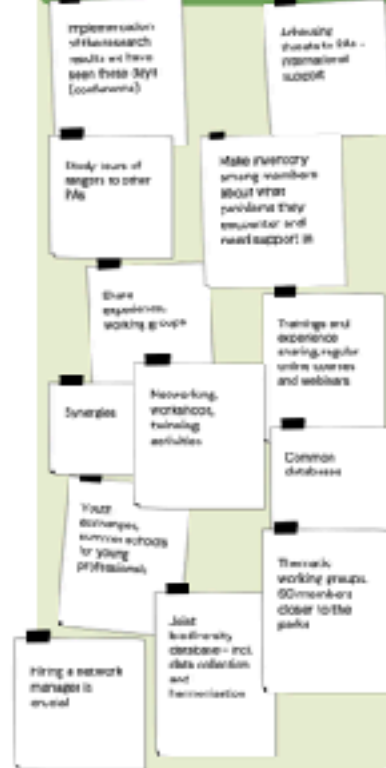 Implementation
of the research
results we have
seen these days
(conferences)
Adressing
threats to PAs -
international
support
Study tours of
rangers to other
PAs
Make inventory
among members
about what
problems they
encounter and
need support in
Share
experience,
working groups
Trainings and
experience
sharing, regular
online courses
and webinars
Synergies
Networking,
workshops,
twinning
activities
Common
databases
Youth
exchanges,
summer schools
for young
professionals
Thematic
working groups.
GO members
closer to the
parks
Joint
biodiversity
database - incl.
data collection
and
harmonisation
Hiring a network
manager is
crucial